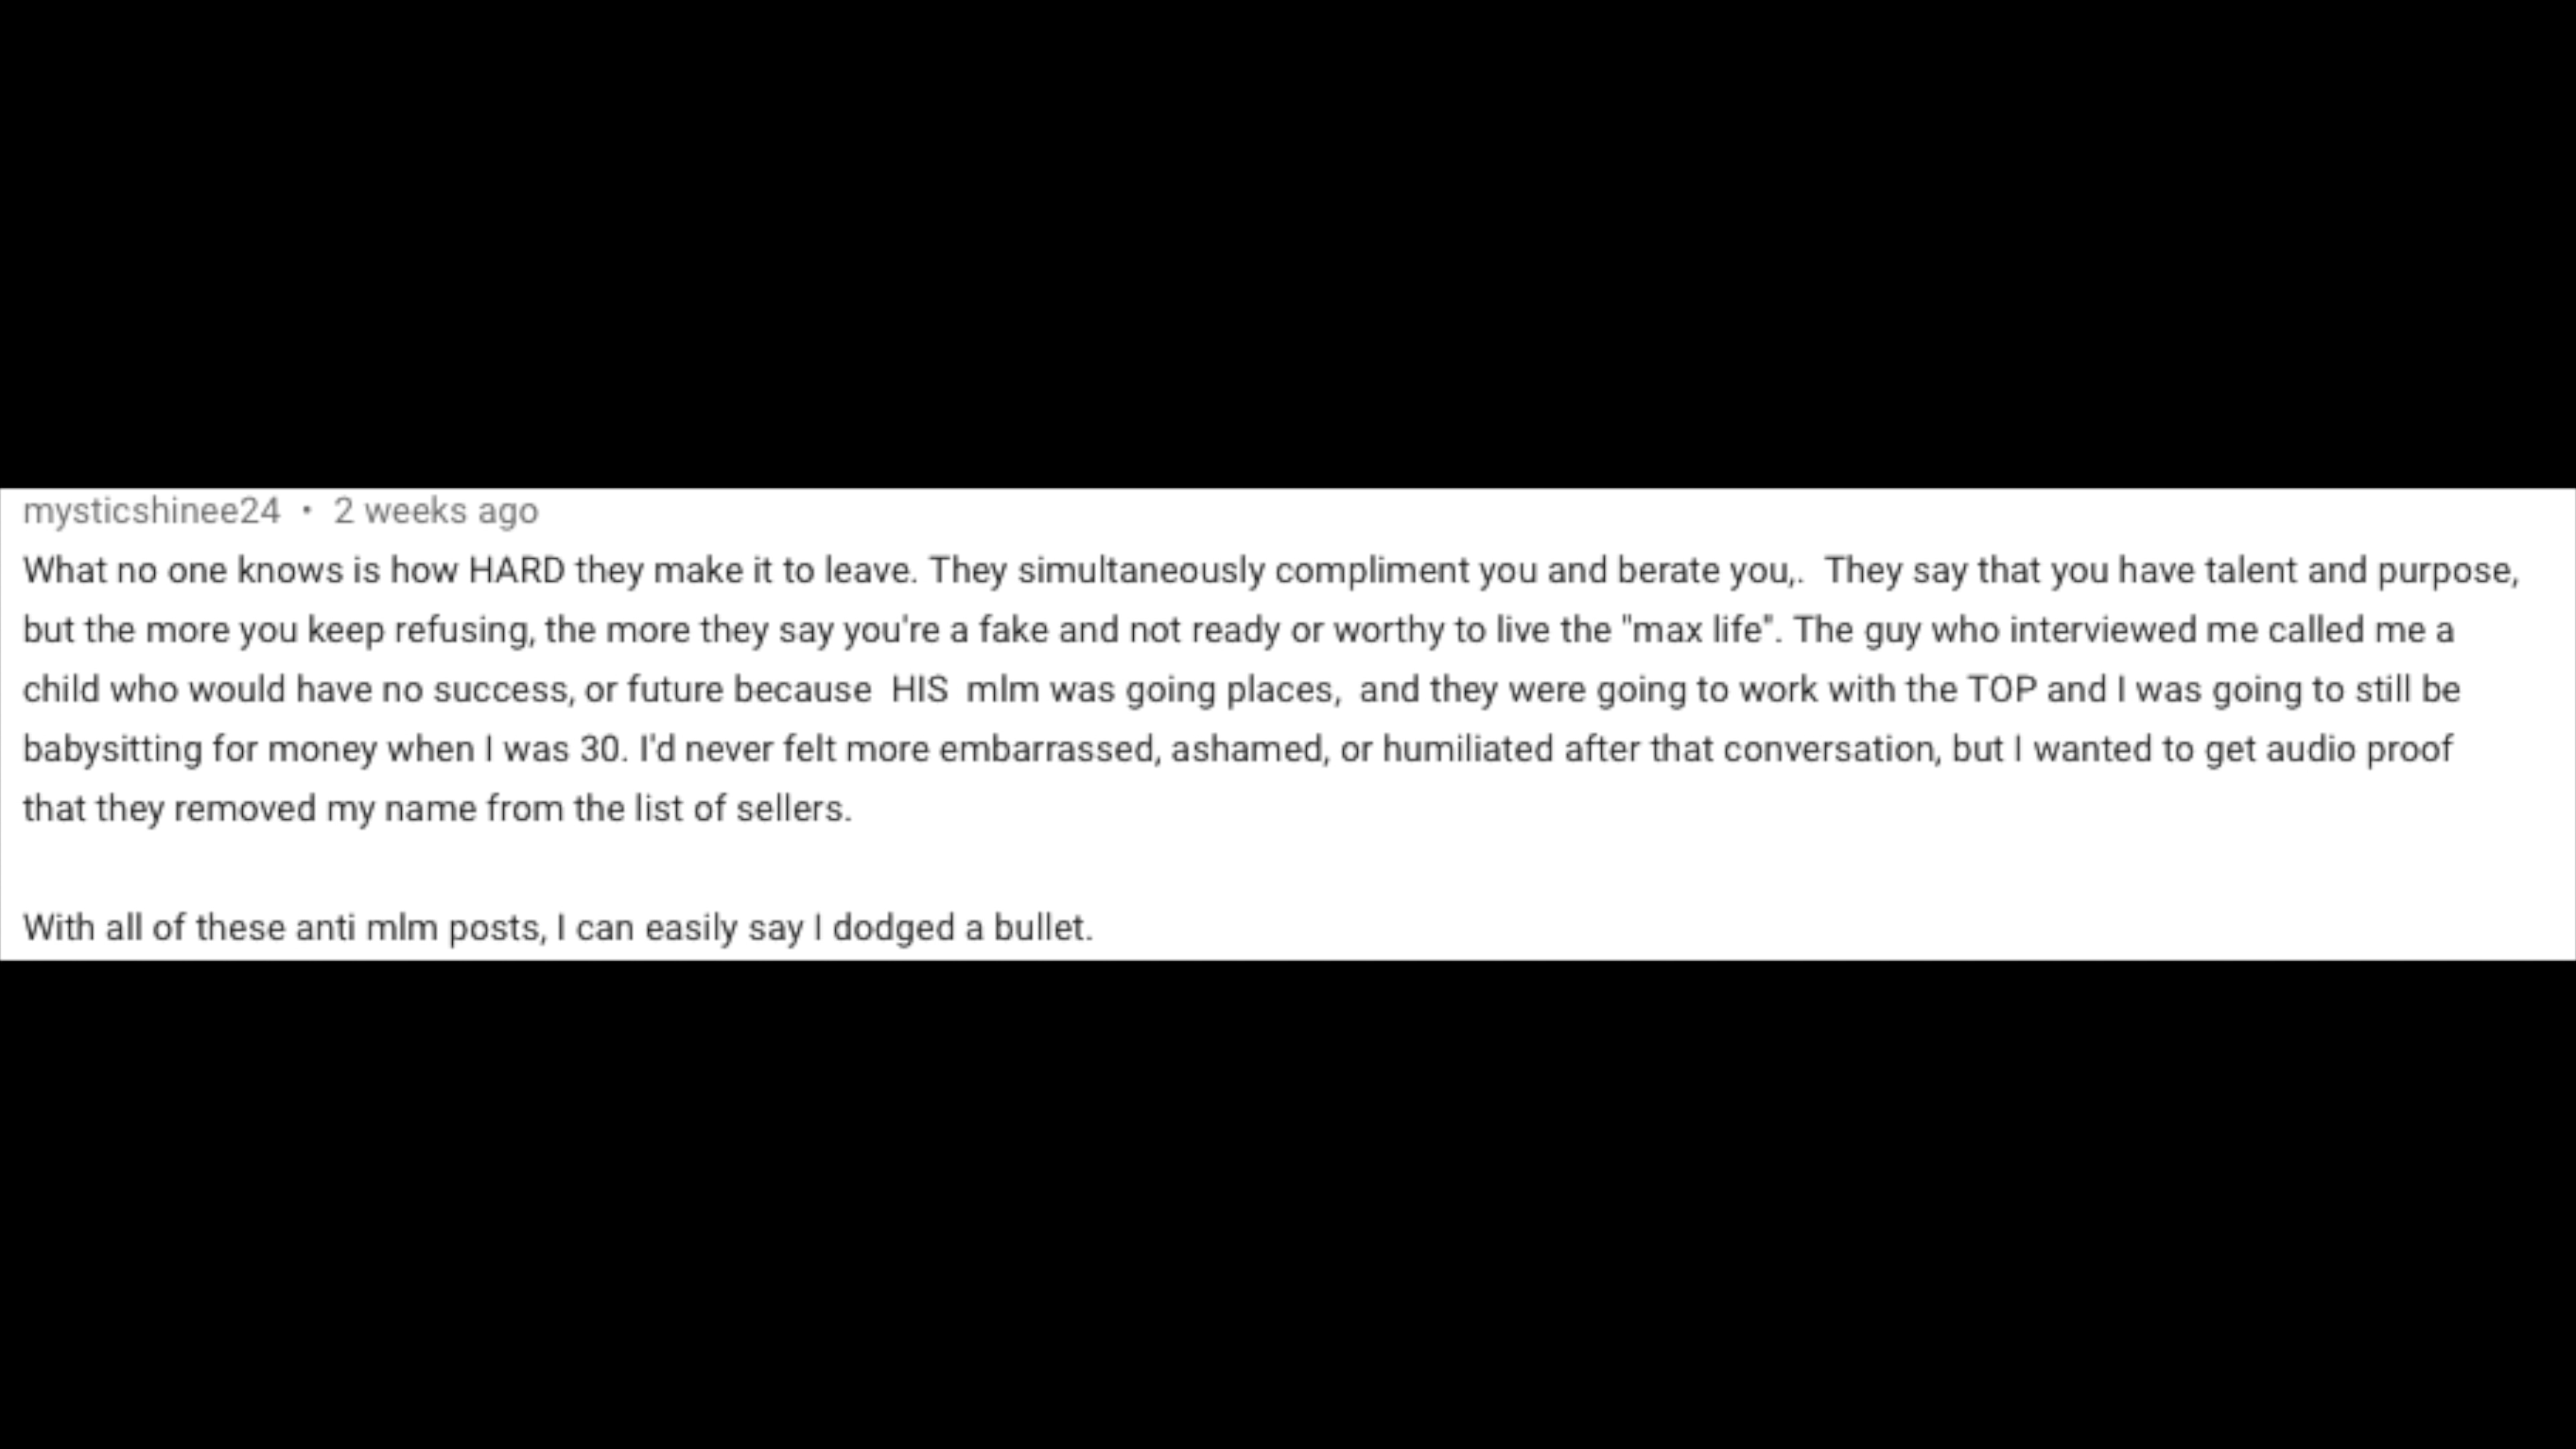 mysticshinee24 • 2 weeks ago
What no one knows is how HARD they make it to leave. They simultaneously compliment you and berate you,.  They say that you have talent and purpose,
but the more you keep refusing, the more they say you're a fake and not ready or worthy to live the "max life". The guy who interviewed me called me a
child who would have no success, or future because  HIS  mlm was going places,  and they were going to work with the TOP and I was going to still be
babysitting for money when I was 30. I'd never felt more embarrassed, ashamed, or humiliated after that conversation, but I wanted to get audio proof
that they removed my name from the list of sellers.
With all of these anti mlm posts, I can easily say I dodged a bullet.